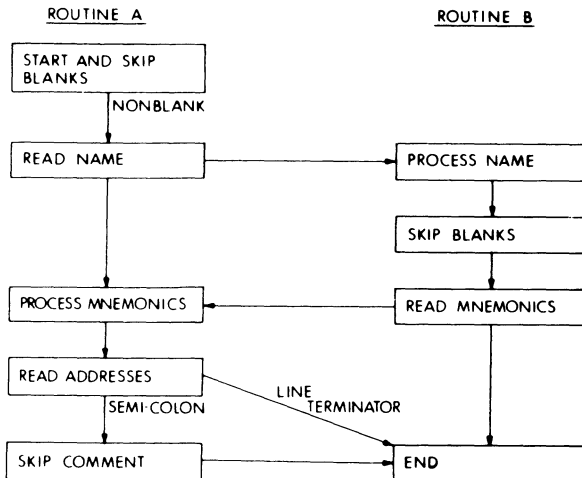 ROUTINE A
ROUTINE B
START AND SKIP
BLANKS
NONBLANK
READ NAME
PROCESS NAME
SKIP BLANKS
PROCESS MNEMONICS
READ MNEMONICS
READ ADDRESSES
LINE
TERMINATOR
SEMI-COLON
SKIP COMMENT
END